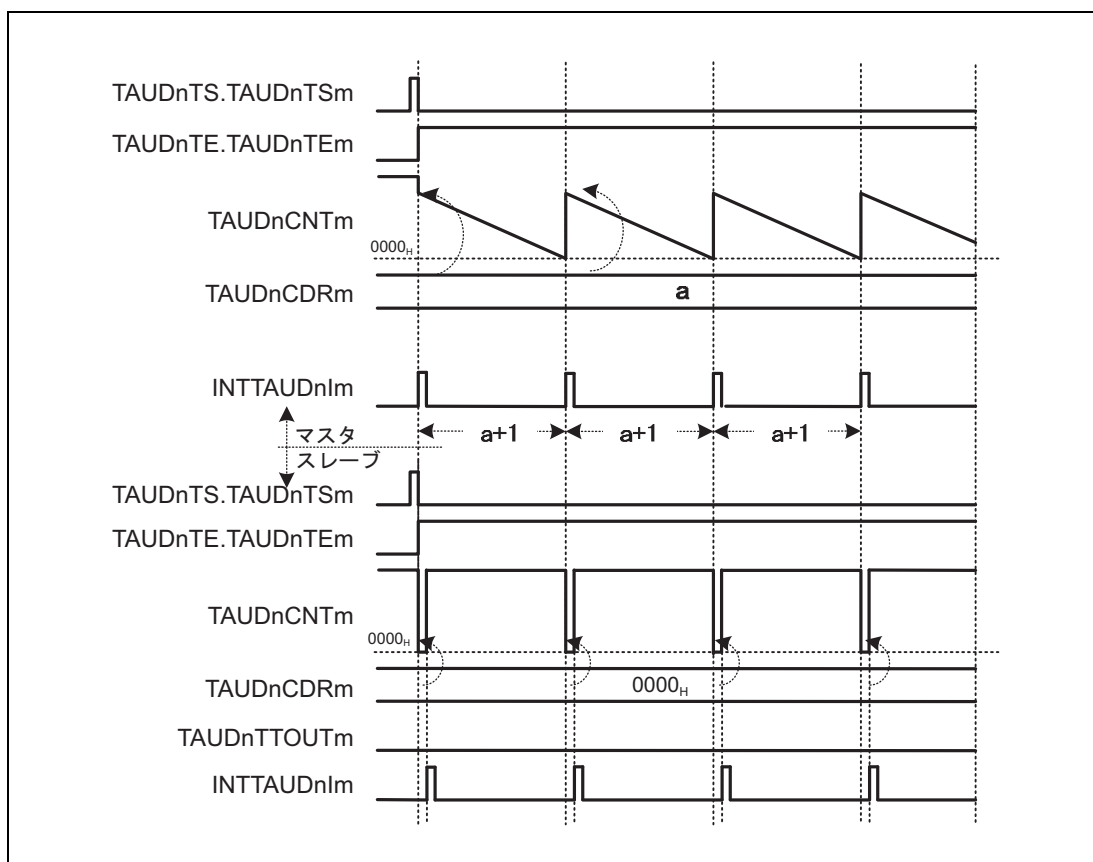 TAUDnTS.TAUDnTSm
TAUDnTE.TAUDnTEm
TAUDnCNTm
0000H
TAUDnCDRm
a
INTTAUDnIm
マスタ
a+1
a+1
a+1
スレーブ
TAUDnTS.TAUDnTSm
TAUDnTE.TAUDnTEm
TAUDnCNTm
0000H
TAUDnCDRm
0000H
TAUDnTTOUTm
INTTAUDnIm